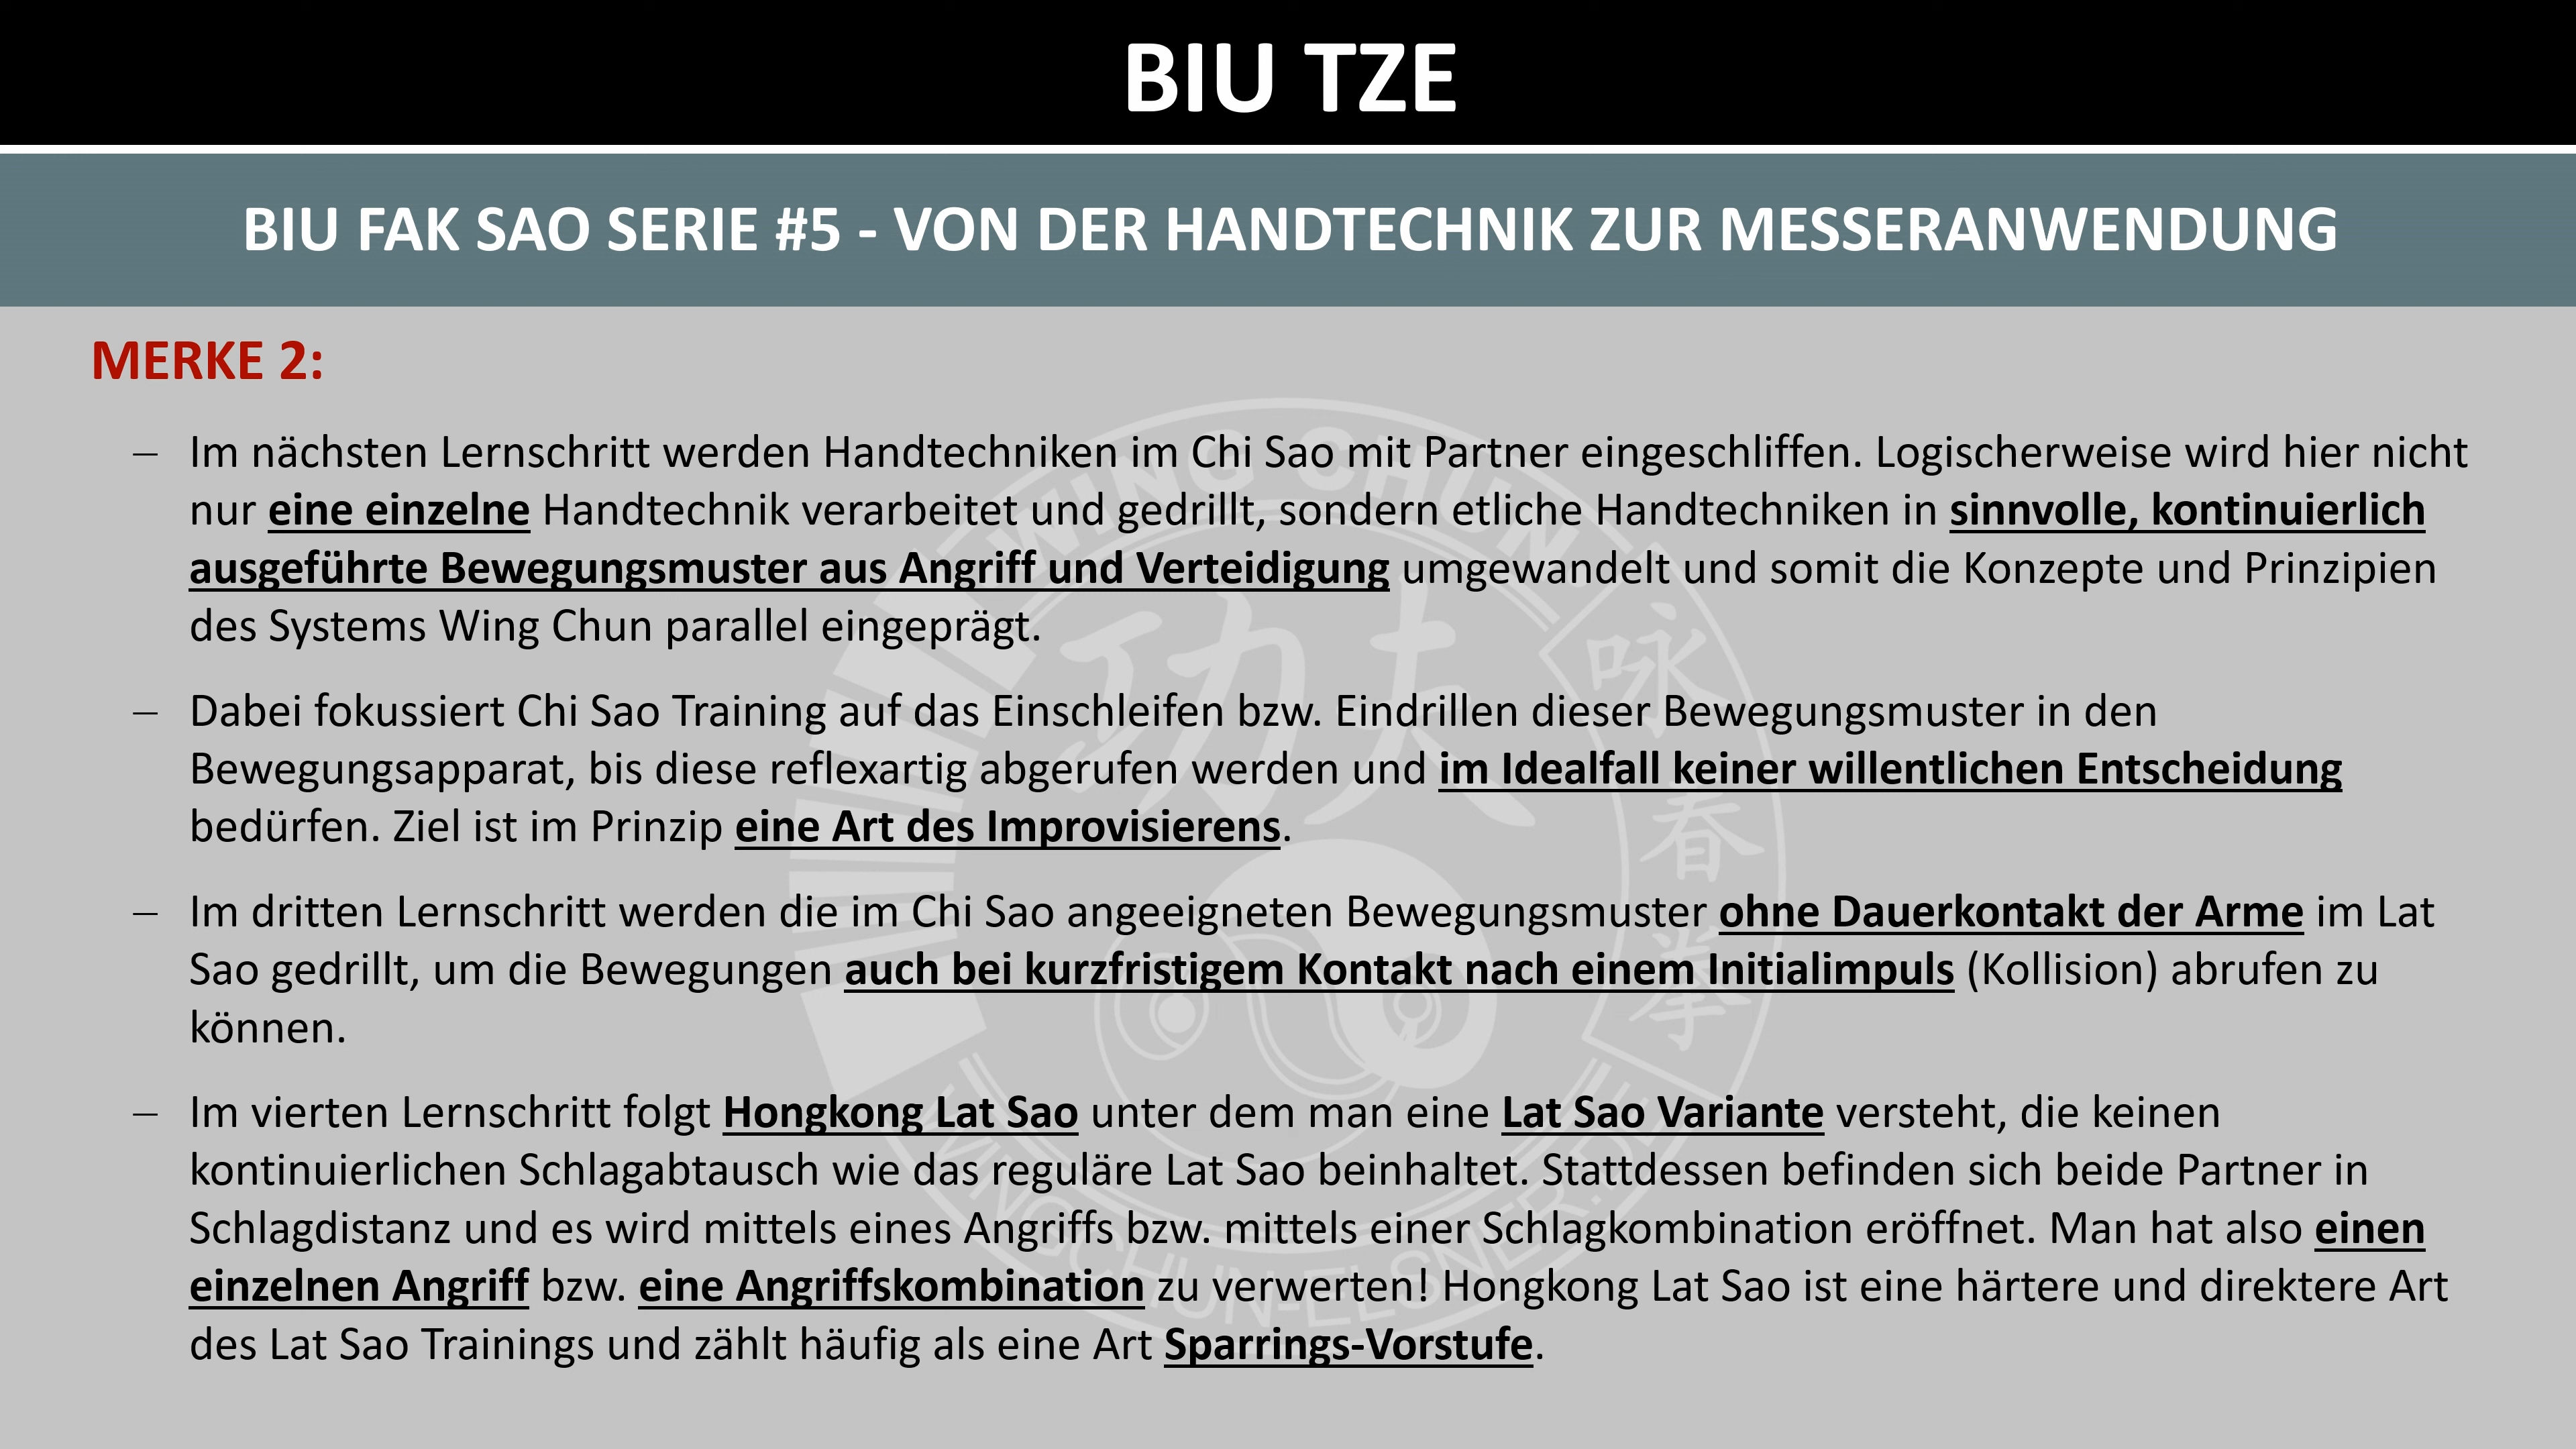 BIU TZE
BIU FAK SAO SERIE #5 - VON DER HANDTECHNIK ZUR MESSERANWENDUNG
MERKE 2:
– Im nächsten Lernschritt werden Handtechniken im Chi Sao mit Partner eingeschliffen. Logischerweise wird hier nicht
nur eine einzelne Handtechnik verarbeitet und gedrillt, sondern etliche Handtechniken in sinnvolle, kontinuierlich
ausgeführte Bewegungsmuster aus Angriff und Verteidigung umgewandelt und somit die Konzepte und Prinzipien
des Systems Wing Chun parallel eingeprägt.
– Dabei fokussiert Chi Sao Training auf das Einschleifen bzw. Eindrillen dieser Bewegungsmuster in den
Bewegungsapparat, bis diese reflexartig abgerufen werden und im Idealfall keiner willentlichen Entscheidung
bedürfen. Ziel ist im Prinzip eine Art des Improvisierens.
– Im dritten Lernschritt werden die im Chi Sao angeeigneten Bewegungsmuster ohne Dauerkontakt der Arme im Lat
Sao gedrillt, um die Bewegungen auch bei kurzfristigem Kontakt nach einem Initialimpuls (Kollision) abrufen zu
können.
– Im vierten Lernschritt folgt Hongkong Lat Sao unter dem man eine Lat Sao Variante versteht, die keinen
kontinuierlichen Schlagabtausch wie das reguläre Lat Sao beinhaltet. Stattdessen befinden sich beide Partner in
Schlagdistanz und es wird mittels eines Angriffs bzw. mittels einer Schlagkombination eröffnet. Man hat also einen
einzelnen Angriff bzw. eine Angriffskombination zu verwerten! Hongkong Lat Sao ist eine härtere und direktere Art
des Lat Sao Trainings und zählt häufig als eine Art Sparrings-Vorstufe.
WING CHUN
功夫
咏春拳